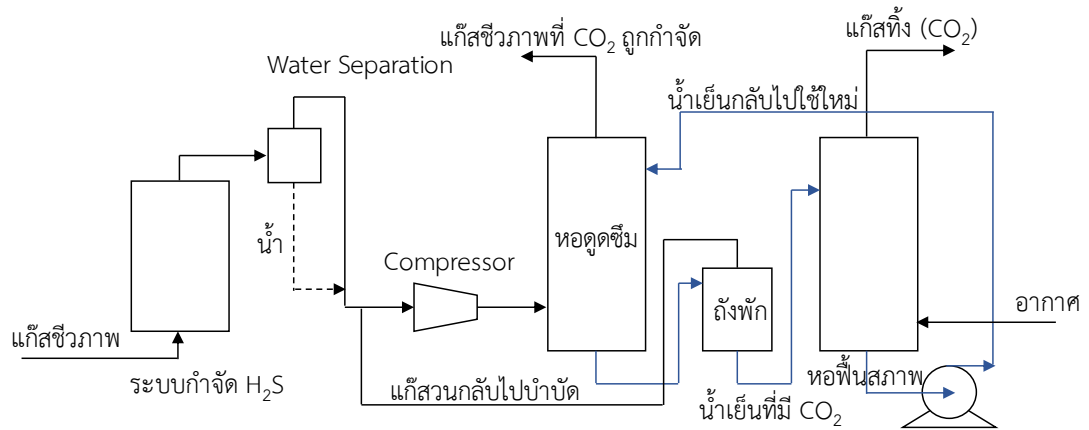 แก๊สชีวภาพที่ CO2 ถูกกำจัด
แก๊สทิ้ง (CO2)
Water Separation
น้ำเย็นกลับไปใช้ใหม่
หอดูดซึม
น้ำ
Compressor
ถังพัก
อากาศ
แก๊สชีวภาพ
ระบบกำจัด H2S
แก๊สวนกลับไปบำบัด
น้ำเย็นที่มี CO2
หอฟื้นสภาพ